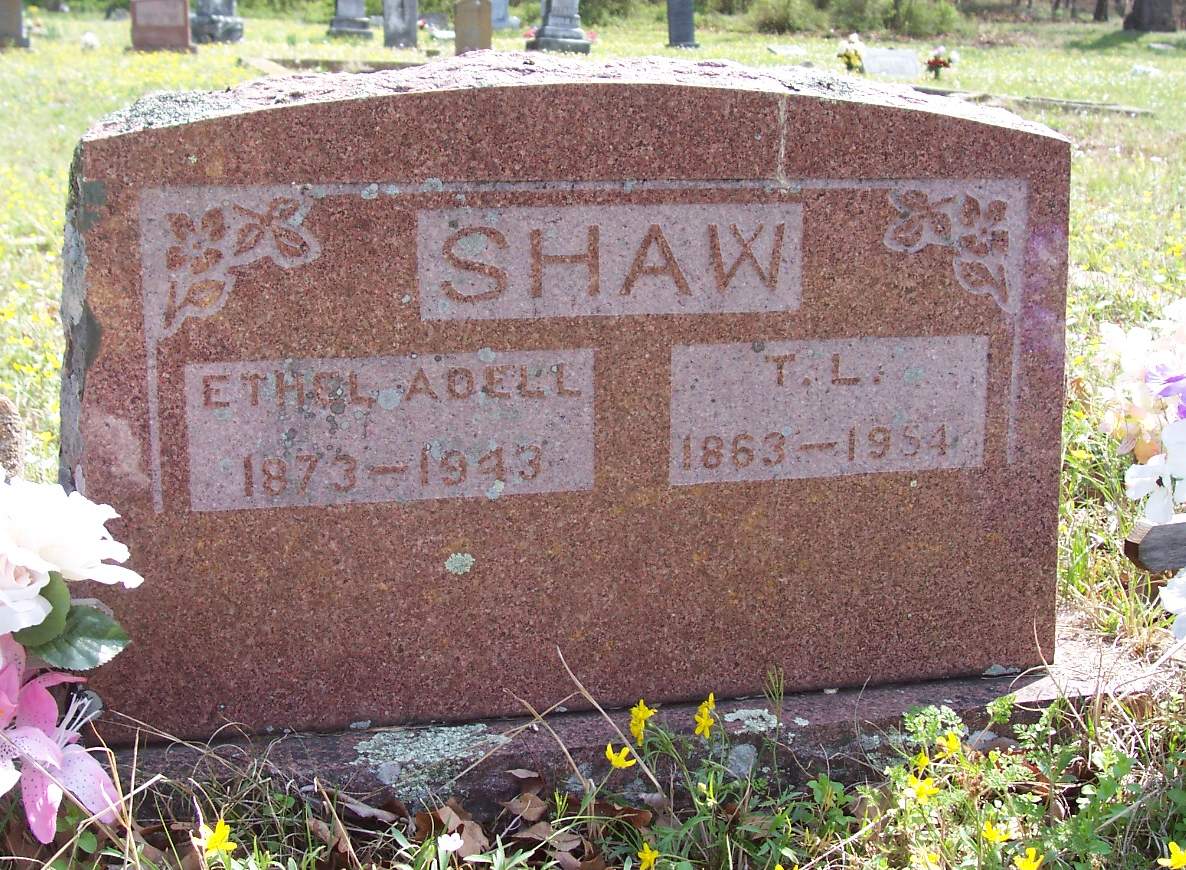 SHAW
ETHEL ADELL
1873-1943
T. L.
1863-1954